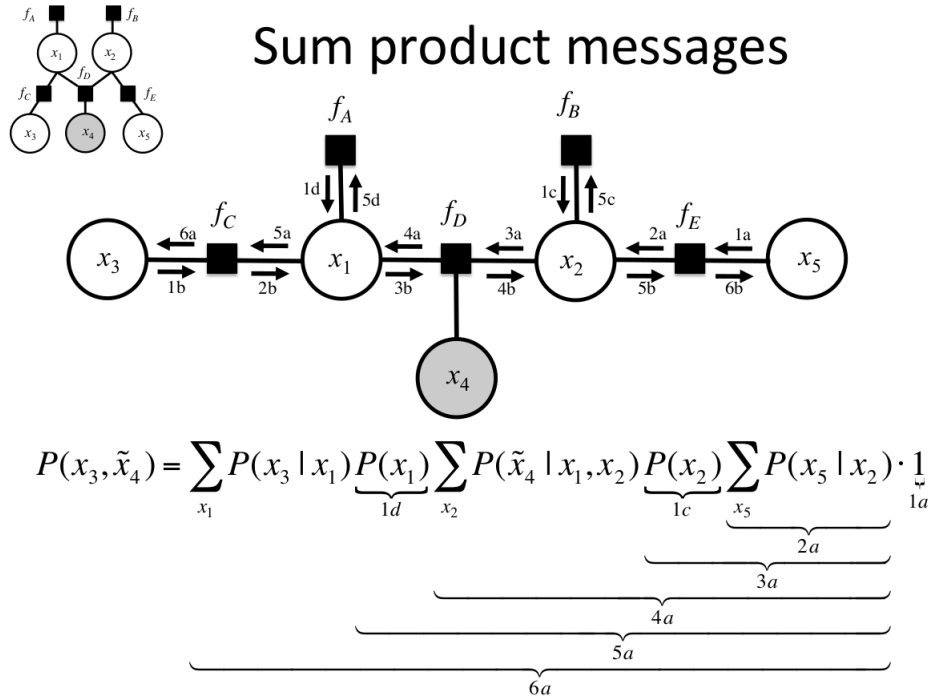 f_A f_B
Sum product messages
x_1 x_2
f_D
f_C f_E
x_3 x_4 x_5
f_A f_B
1d 5d 1c 5c
f_C f_D f_E
6a 5a 4a 3a 2a 1a
x_3 x_1 x_2 x_5
1b 2b 3b 4b 5b 6b
x_4
P(x_3, x̃_4) = ∑_{x_1} P(x_3 | x_1) P(x_1) ∑_{x_2} P(x̃_4 | x_1, x_2) P(x_2) ∑_{x_5} P(x_5 | x_2) · 1
1d 1c 1a
2a
3a
4a
5a
6a